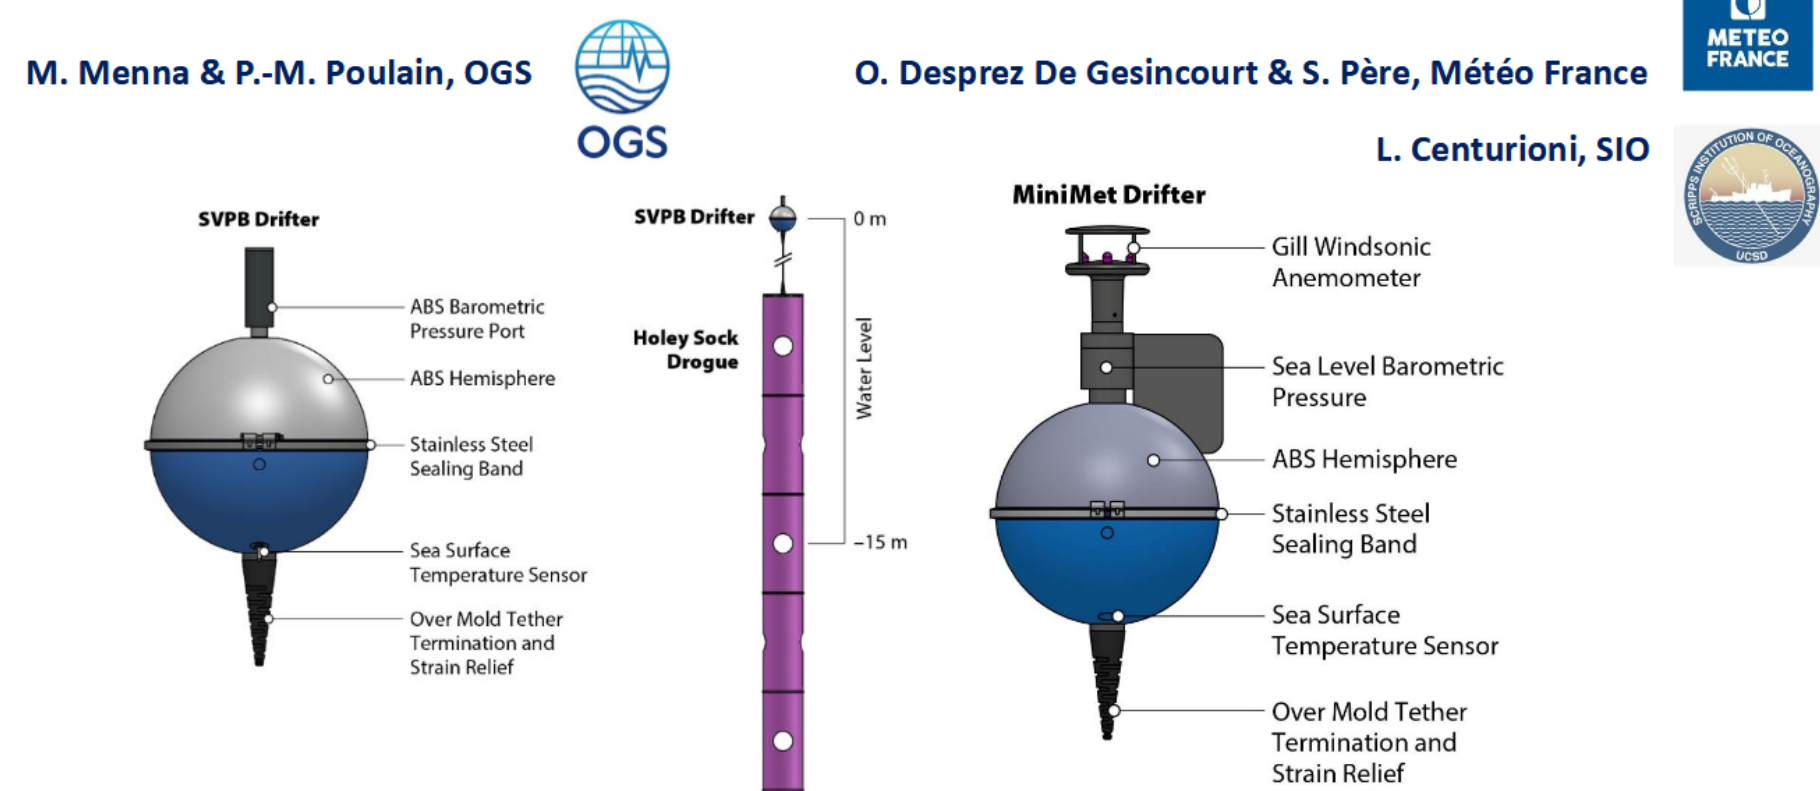 M. Menna & P.-M. Poulain, OGS
OGS
O. Desprez De Gesincourt & S. Père, Météo France
METEO
FRANCE
L. Centurioni, SIO
SCRIPPS INSTITUTION OF OCEANOGRAPHY
UCSD
SVPB Drifter
ABS Barometric
Pressure Port
ABS Hemisphere
Stainless Steel
Sealing Band
Sea Surface
Temperature Sensor
Over Mold Tether
Termination and
Strain Relief
SVPB Drifter
0 m
Holey Sock
Drogue
Water Level
–15 m
MiniMet Drifter
Gill Windsonic
Anemometer
Sea Level Barometric
Pressure
ABS Hemisphere
Stainless Steel
Sealing Band
Sea Surface
Temperature Sensor
Over Mold Tether
Termination and
Strain Relief